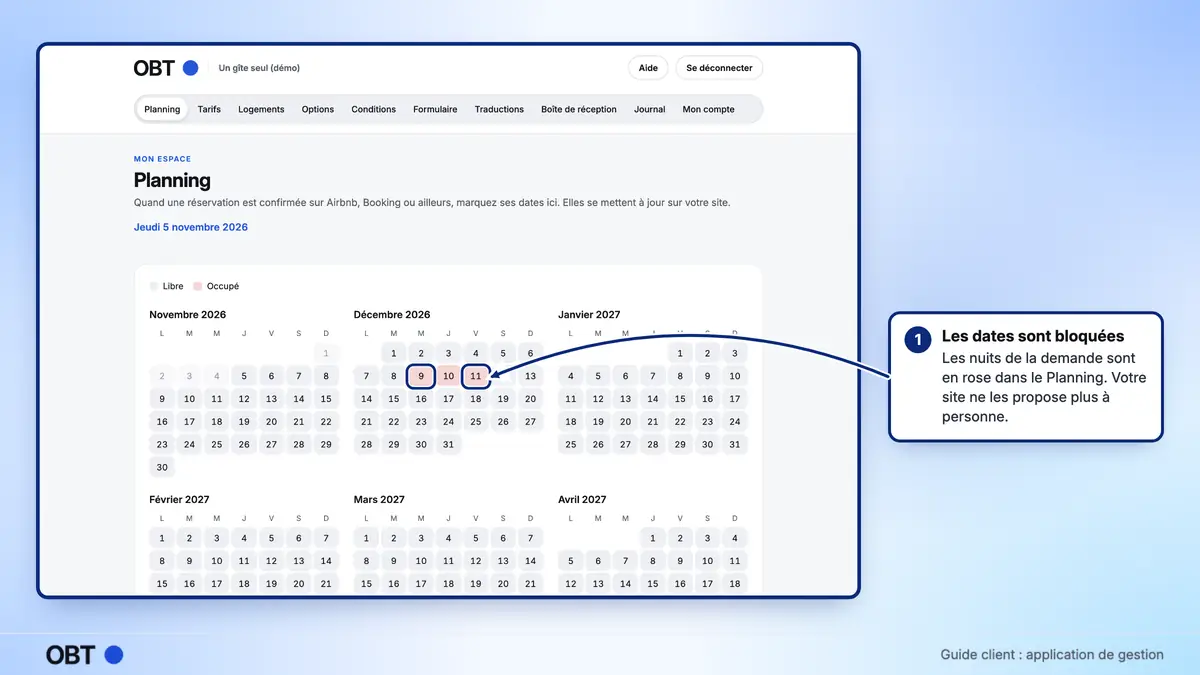 OBT
Un gîte seul (démo)
Aide
Se déconnecter
Planning Tarifs Logements Options Conditions Formulaire Traductions Boîte de réception Journal Mon compte
MON ESPACE
Planning
Quand une réservation est confirmée sur Airbnb, Booking ou ailleurs, marquez ses dates ici. Elles se mettent à jour sur votre site.
Jeudi 5 novembre 2026
Libre Occupé
Novembre 2026
L M M J V S D
1
2 3 4 5 6 7 8
9 10 11 12 13 14 15
16 17 18 19 20 21 22
23 24 25 26 27 28 29
30
Décembre 2026
L M M J V S D
1 2 3 4 5 6
7 8 9 10 11 13
14 15 16 17 18 19 20
21 22 23 24 25 26 27
28 29 30 31
Janvier 2027
L M M J V S D
1 2 3
4 5 6 7 8 9 10
11 12 13 14 15 16 17
18 19 20 21 22 23 24
25 26 27 28 29 30 31
Février 2027
L M M J V S D
1 2 3 4 5 6 7
8 9 10 11 12 13 14
15 16 17 18 19 20 21
Mars 2027
L M M J V S D
1 2 3 4 5 6 7
8 9 10 11 12 13 14
15 16 17 18 19 20 21
Avril 2027
L M M J V S D
1 2 3 4
5 6 7 8 9 10 11
12 13 14 15 16 17 18
1
Les dates sont bloquées
Les nuits de la demande sont
en rose dans le Planning. Votre
site ne les propose plus à
personne.
OBT
Guide client : application de gestion